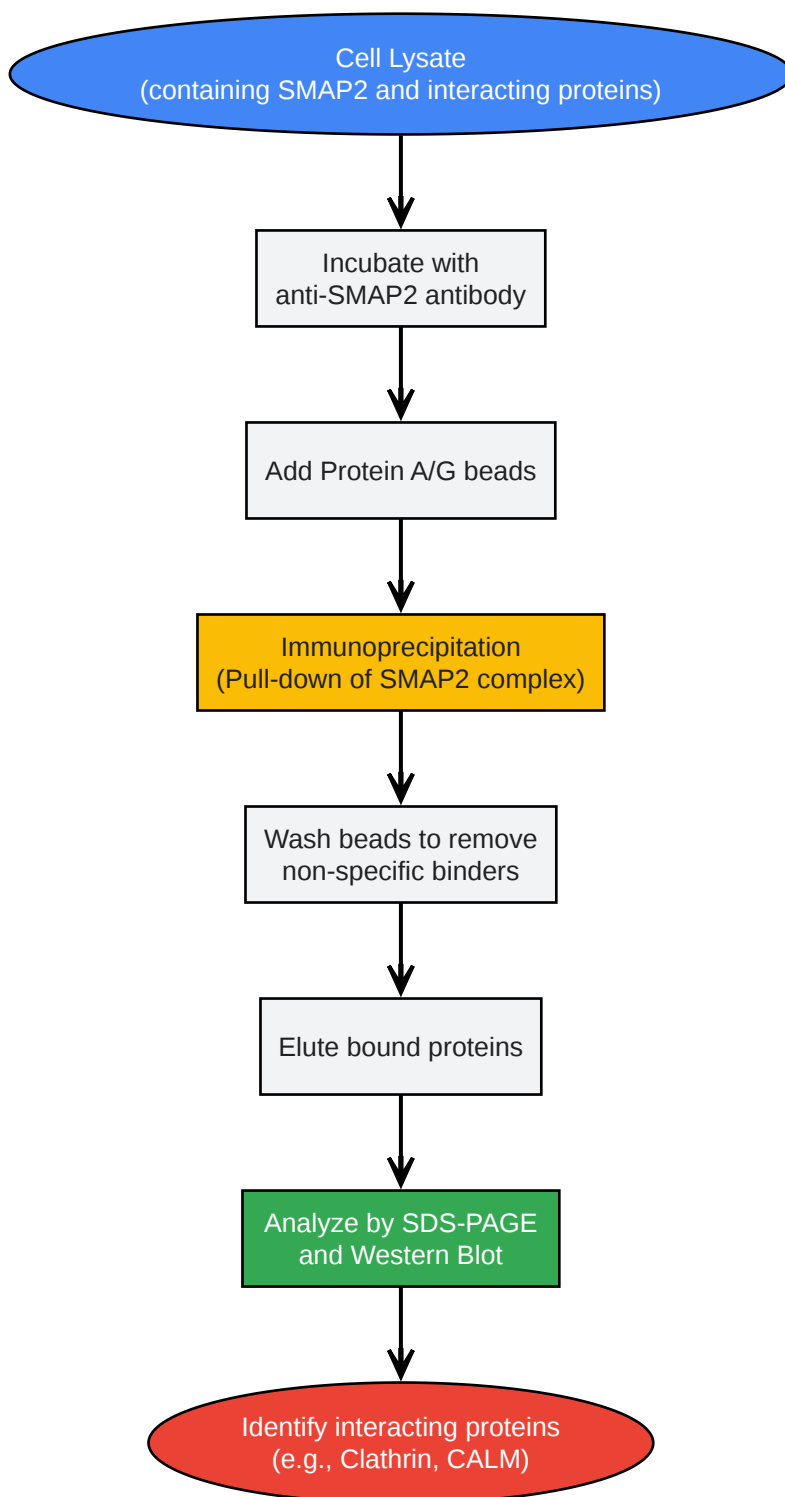 Cell Lysate
(containing SMAP2 and interacting proteins)
Incubate with
anti-SMAP2 antibody
Add Protein A/G beads
Immunoprecipitation
(Pull-down of SMAP2 complex)
Wash beads to remove
non-specific binders
Elute bound proteins
Analyze by SDS-PAGE
and Western Blot
Identify interacting proteins
(e.g., Clathrin, CALM)